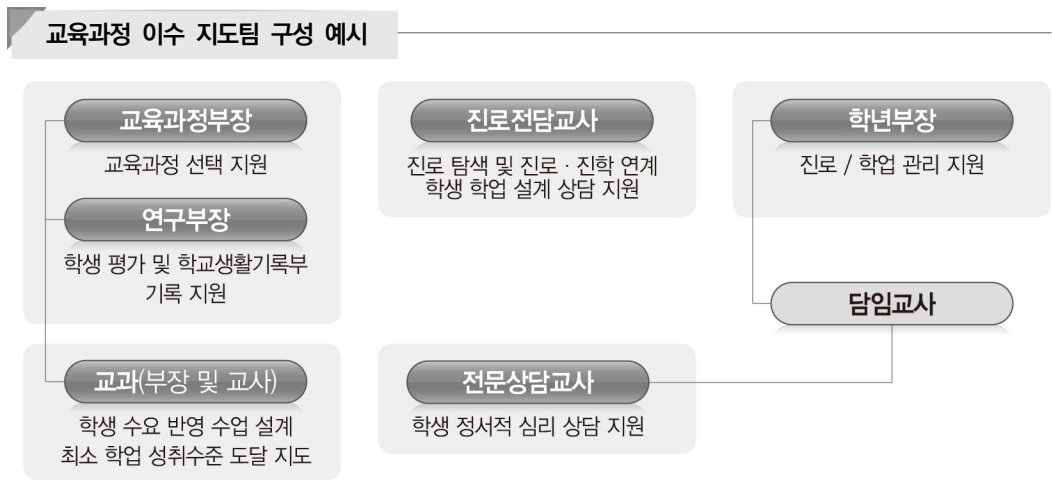 교육과정 이수 지도팀 구성 예시
교육과정부장
교육과정 선택 지원
연구부장
학생 평가 및 학교생활기록부
기록 지원
교과(부장 및 교사)
학생 수요 반영 수업 설계
최소 학업 성취수준 도달 지도
진로전담교사
진로 탐색 및 진로 · 진학 연계
학생 학업 설계 상담 지원
전문상담교사
학생 정서적 심리 상담 지원
학년부장
진로 / 학업 관리 지원
담임교사